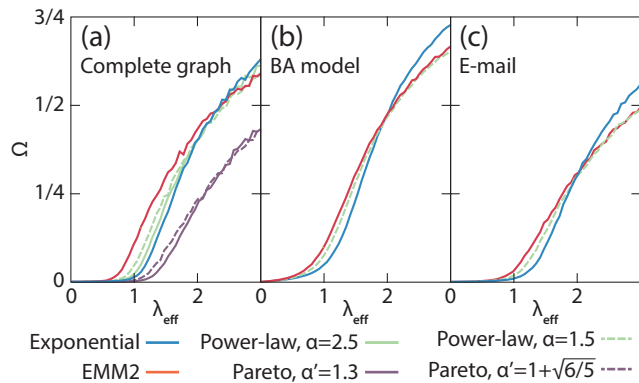 3/4
(a)
(b)
(c)
Complete graph
BA model
E-mail
1/2
Ω
1/4
0
0 1 2 0 1 2 0 1 2
λeff λeff λeff
Exponential Power-law, α=2.5 Power-law, α=1.5
EMM2 Pareto, α'=1.3 Pareto, α'=1+√6/5